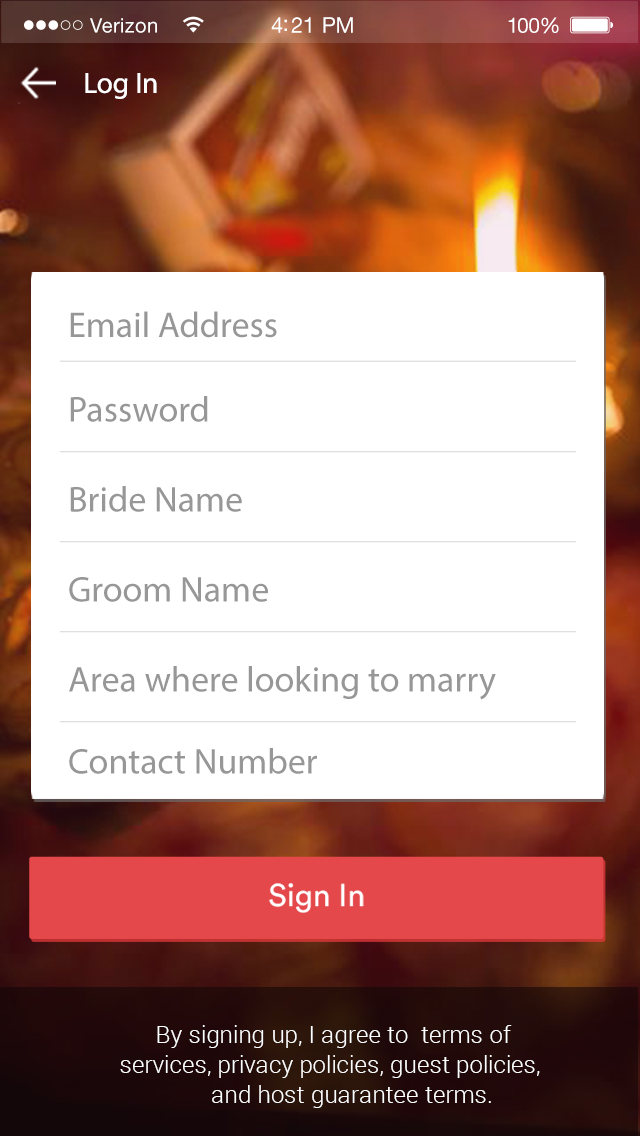 Verizon 4:21 PM 100%
Log In
Email Address
Password
Bride Name
Groom Name
Area where looking to marry
Contact Number
Sign In
By signing up, I agree to terms of
services, privacy policies, guest policies,
and host guarantee terms.